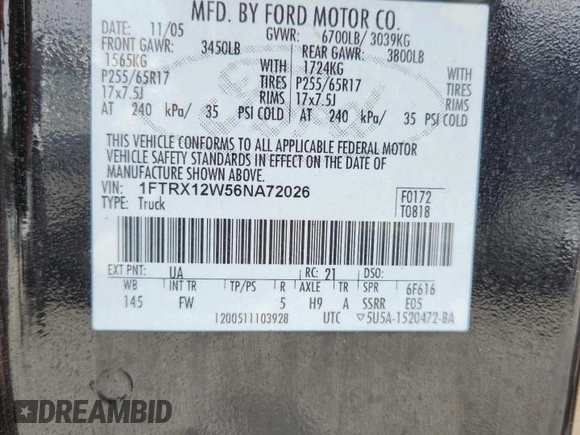 MFD. BY FORD MOTOR CO.
DATE: 11/05 GVWR: 6700LB/ 3039KG
FRONT GAWR: 3450LB REAR GAWR: 3800LB
1565KG WITH 1724KG WITH
P255/65R17 TIRES P255/65R17 TIRES
17x7.5J RIMS 17x7.5J RIMS
AT 240 kPa/ 35 PSI COLD AT 240 kPa/ 35 PSI COLD
THIS VEHICLE CONFORMS TO ALL APPLICABLE FEDERAL MOTOR
VEHICLE SAFETY STANDARDS IN EFFECT ON THE DATE OF
MANUFACTURE SHOWN ABOVE.
VIN: 1FTRX12W56NA72026 F0172
TYPE: Truck T0818
EXT PNT: UA RC: 21 DSO:
WB INT TR TP/PS R AXLE TR SPR 6F616
145 FW 5 H9 A SSRR E05
1200511103928 UTC ▽5U5A-1520472-BA
DREAMBID